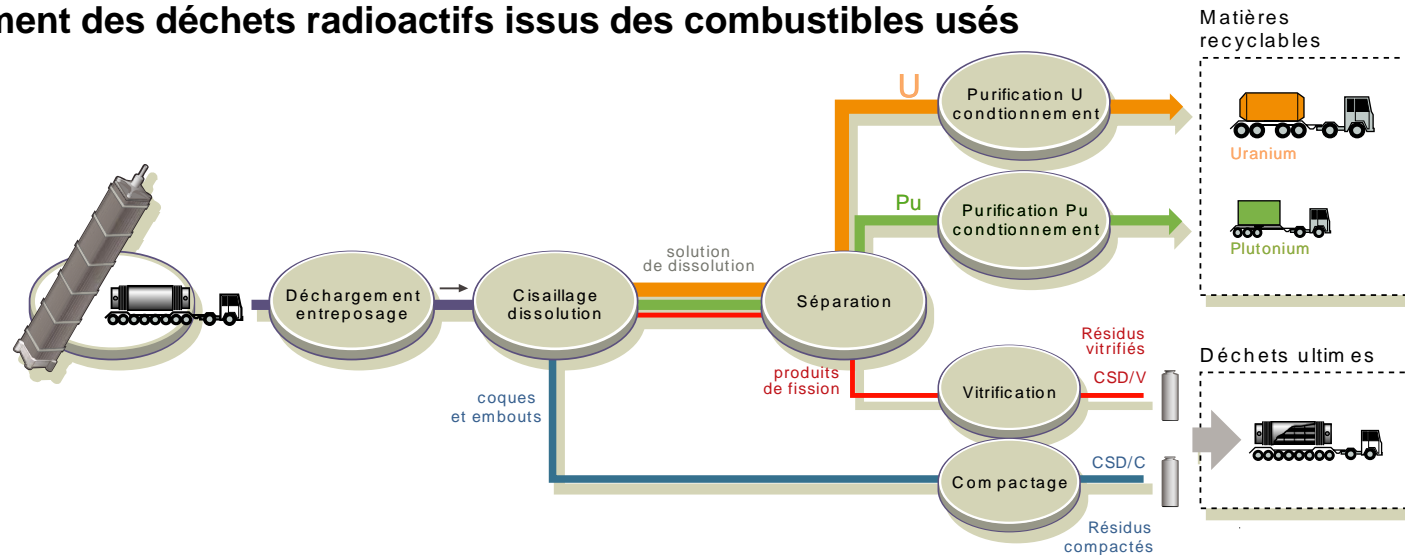 ment des déchets radioactifs issus des combustibles usés
Matières
recyclables
U
Purification U
condtionnement
Uranium
Pu
Purification Pu
condtionnement
Plutonium
solution
de dissolution
Déchargement
entreposage
Cisaillage
dissolution
Séparation
Résidus
vitrifiés
Déchets ultimes
produits
de fission
CSD/V
Vitrification
coques
et embouts
CSD/C
Compactage
Résidus
compactés